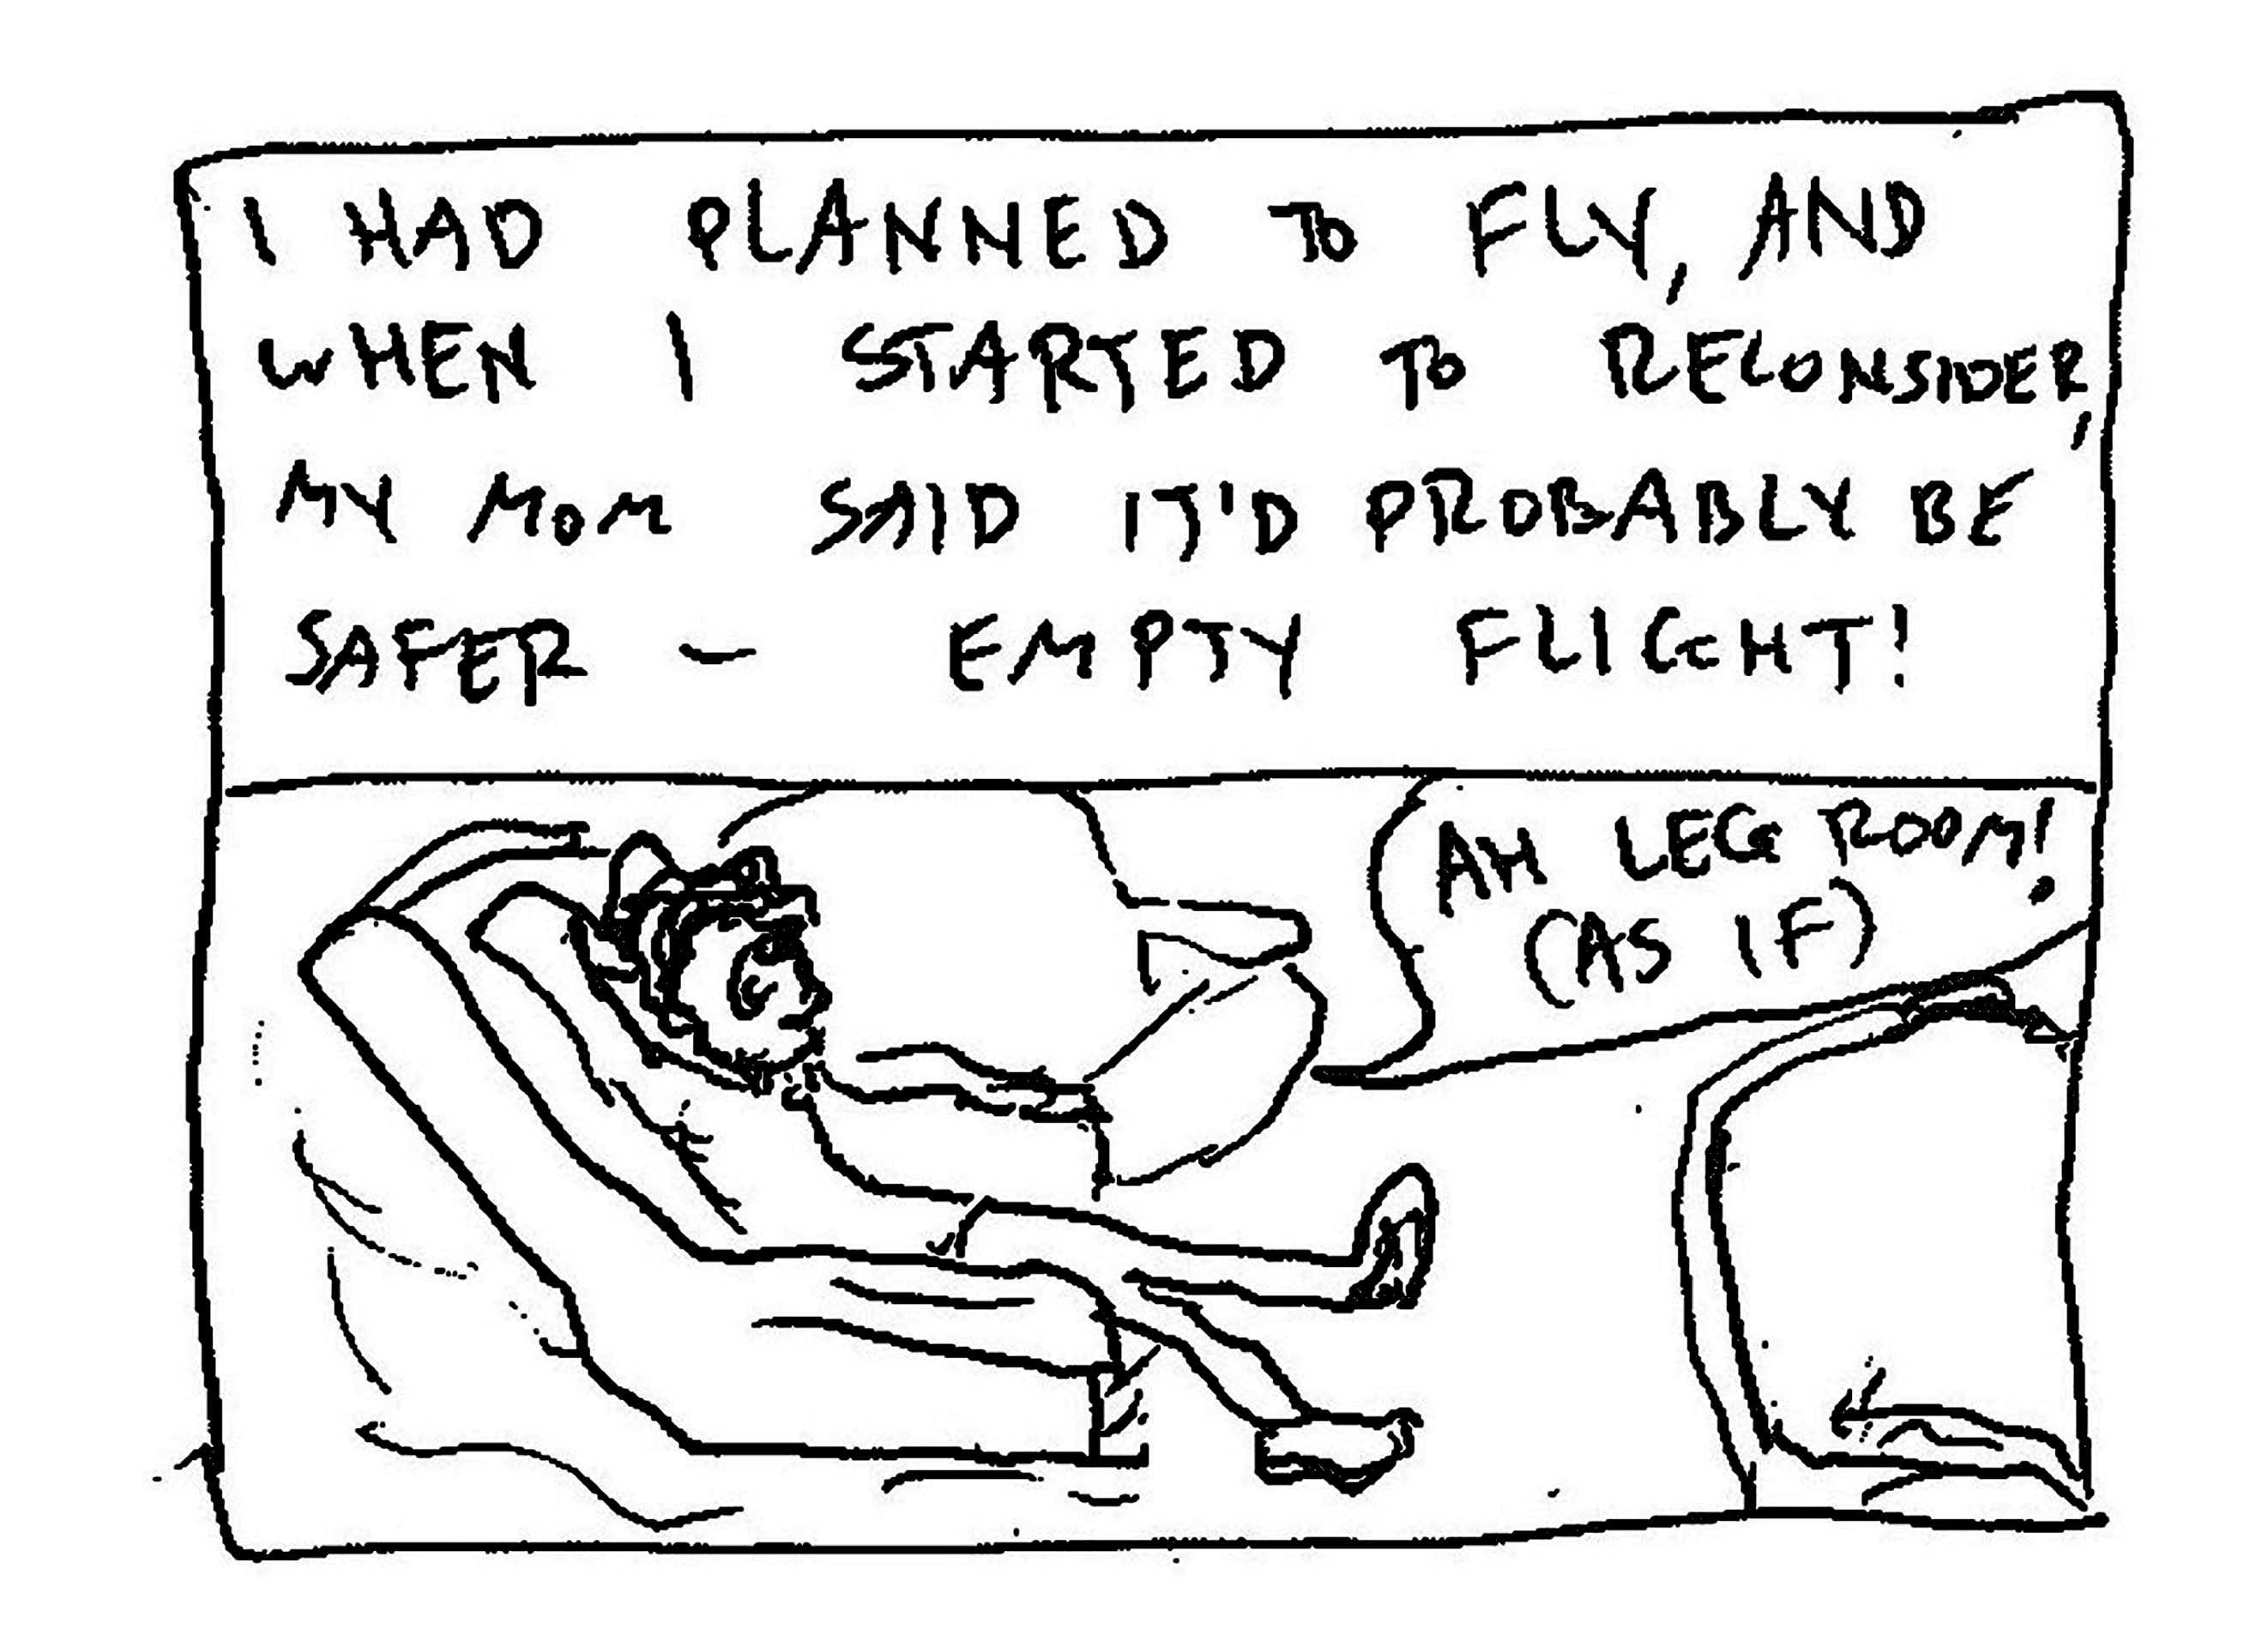 I HAD PLANNED TO FLY, AND
WHEN I STARTED TO RECONSIDER,
MY MOM SAID IT'D PROBABLY BE
SAFER - EMPTY FLIGHT!
AH LEG ROOM!
(AS IF)